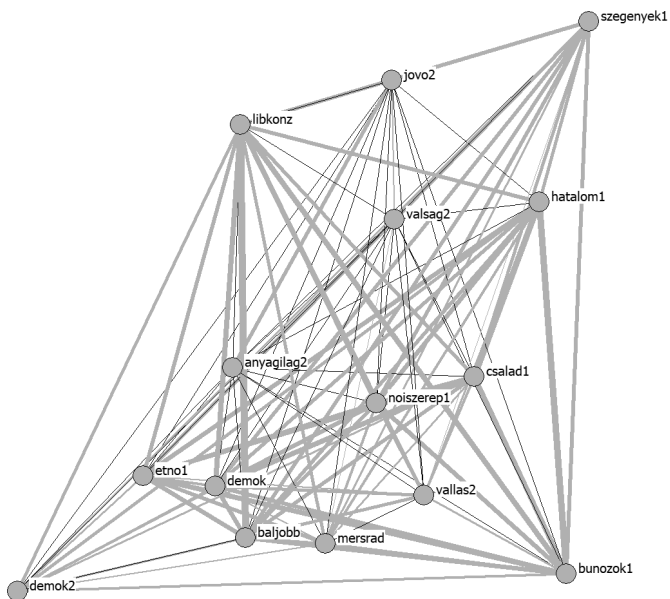 szegenyek1
jovo2
libkonz
hatalom1
valsag2
anyagilag2
csalad1
noiszerep1
etno1
demok
vallas2
baljobb
mersrad
bunozok1
demok2